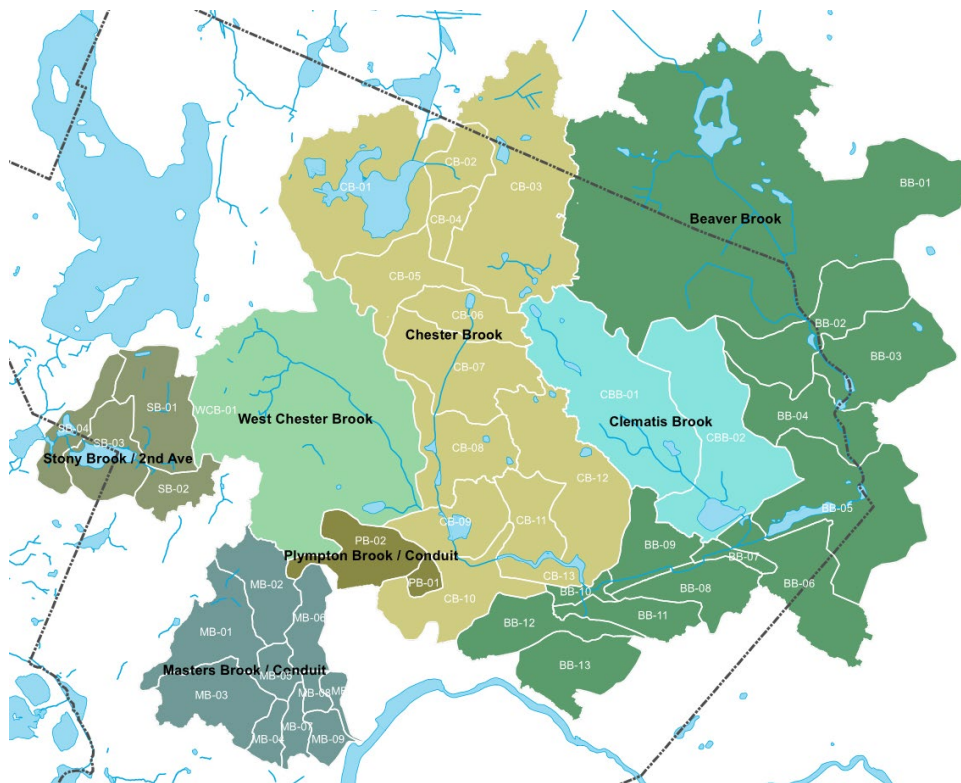 CB-02
CB-01
CB-03
BB-01
CB-04
Beaver Brook
CB-05
CB-06
Chester Brook
BB-02
BB-03
CB-07
SB-01
WCB-01
CBB-01
West Chester Brook
Clematis Brook
BB-04
SB-04
SB-03
CB-08
CBB-02
Stony Brook / 2nd Ave
CB-12
SB-02
BB-05
CB-09
CB-11
PB-02
BB-09
Plympton Brook / Conduit
BB-07
CB-13
PB-01
MB-02
BB-06
BB-08
BB-10
CB-10
BB-11
MB-06
BB-12
MB-01
BB-13
Masters Brook / Conduit
MB-05
MB-03
MB-08
MB-07
MB-04
MB-09